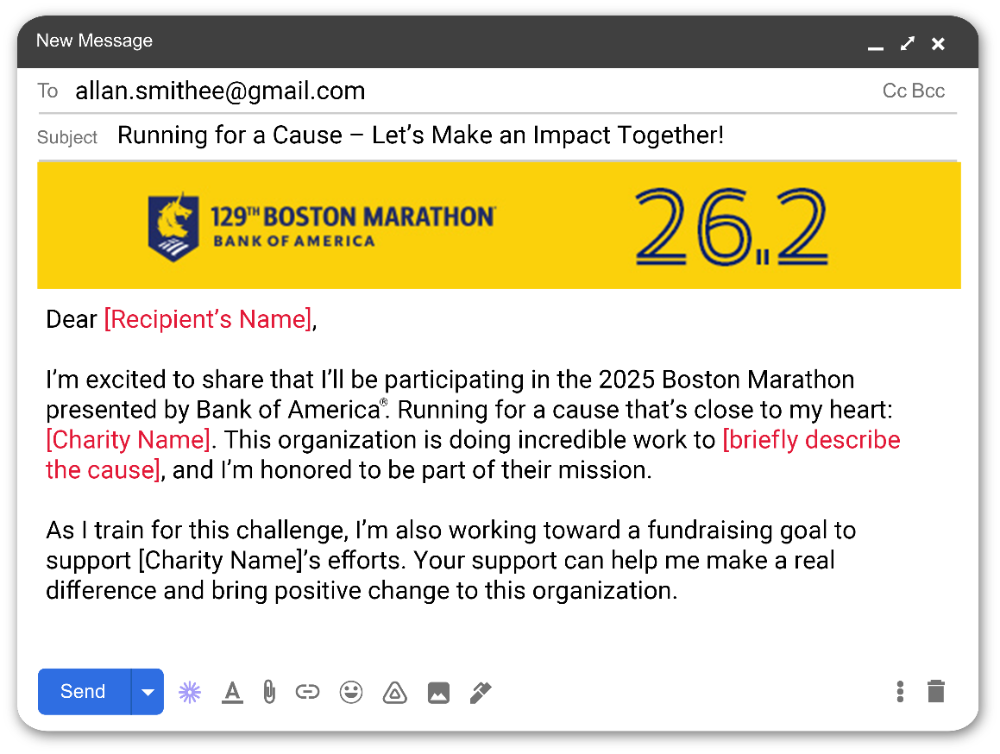 New Message
To allan.smithee@gmail.com Cc Bcc
Subject Running for a Cause – Let’s Make an Impact Together!
129TH BOSTON MARATHON®
BANK OF AMERICA
26.2
Dear [Recipient’s Name],
I’m excited to share that I’ll be participating in the 2025 Boston Marathon
presented by Bank of America®. Running for a cause that’s close to my heart:
[Charity Name]. This organization is doing incredible work to [briefly describe
the cause], and I’m honored to be part of their mission.
As I train for this challenge, I’m also working toward a fundraising goal to
support [Charity Name]’s efforts. Your support can help me make a real
difference and bring positive change to this organization.
Send